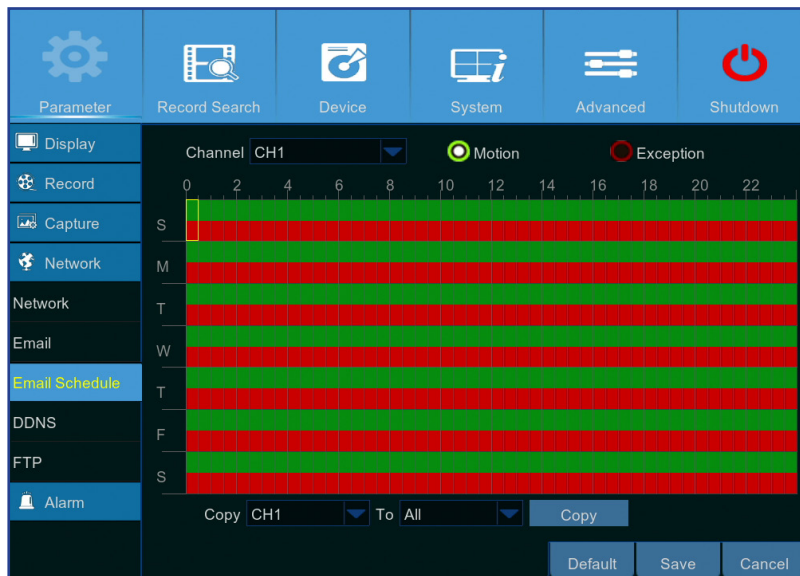 Parameter Record Search Device System Advanced Shutdown
Display
Record
Capture
Network
Network
Email
Email Schedule
DDNS
FTP
Alarm
Channel CH1 Motion Exception
0 2 4 6 8 10 12 14 16 18 20 22
S
M
T
W
T
F
S
Copy CH1 To All Copy
Default Save Cancel